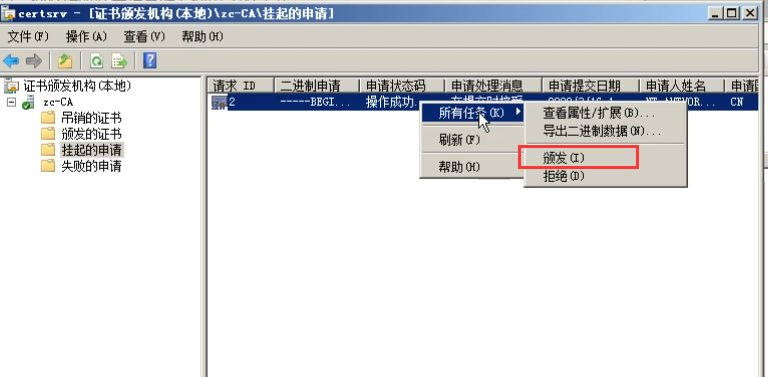 certsrv - [证书颁发机构(本地)\zc-CA\挂起的申请]
文件(F) 操作(A) 查看(V) 帮助(H)
证书颁发机构(本地)
zc-CA
吊销的证书
颁发的证书
挂起的申请
失败的申请
请求 ID 二进制申请 申请状态码 申请处理消息 申请提交日期 申请人姓名
2 -----BEGI... 操作成功. CN
所有任务(K)
刷新(F)
帮助(H)
查看属性/扩展(B)...
导出二进制数据(N)...
颁发(I)
拒绝(D)